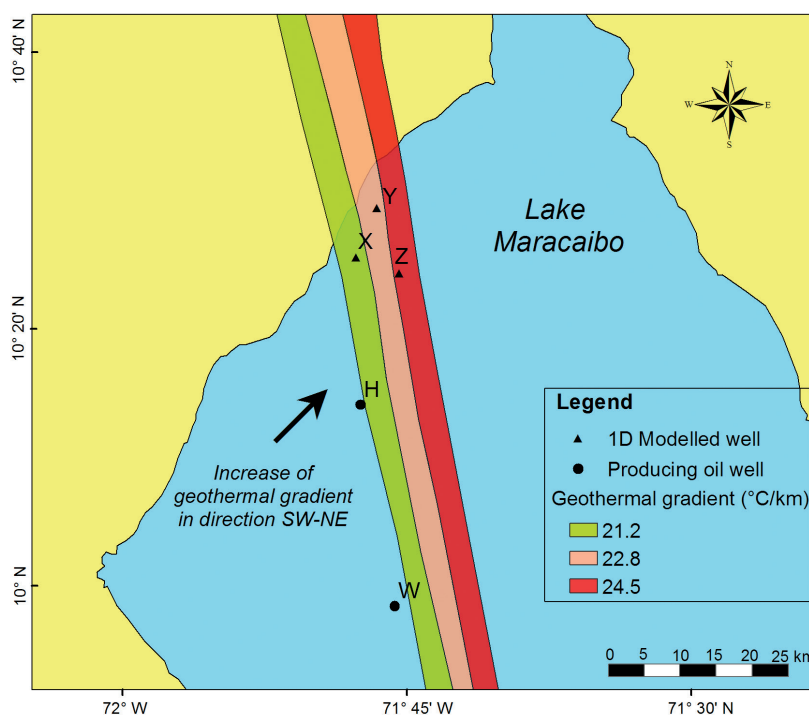 10° 40' N
10° 20' N
10° N
N
W
E
S
Y
X
Z
Lake
Maracaibo
H
Increase of
geothermal gradient
in direction SW-NE
W
Legend
1D Modelled well
Producing oil well
Geothermal gradient (°C/km)
21.2
22.8
24.5
0 5 10 15 20 25 km
72° W
71° 45' W
71° 30' N